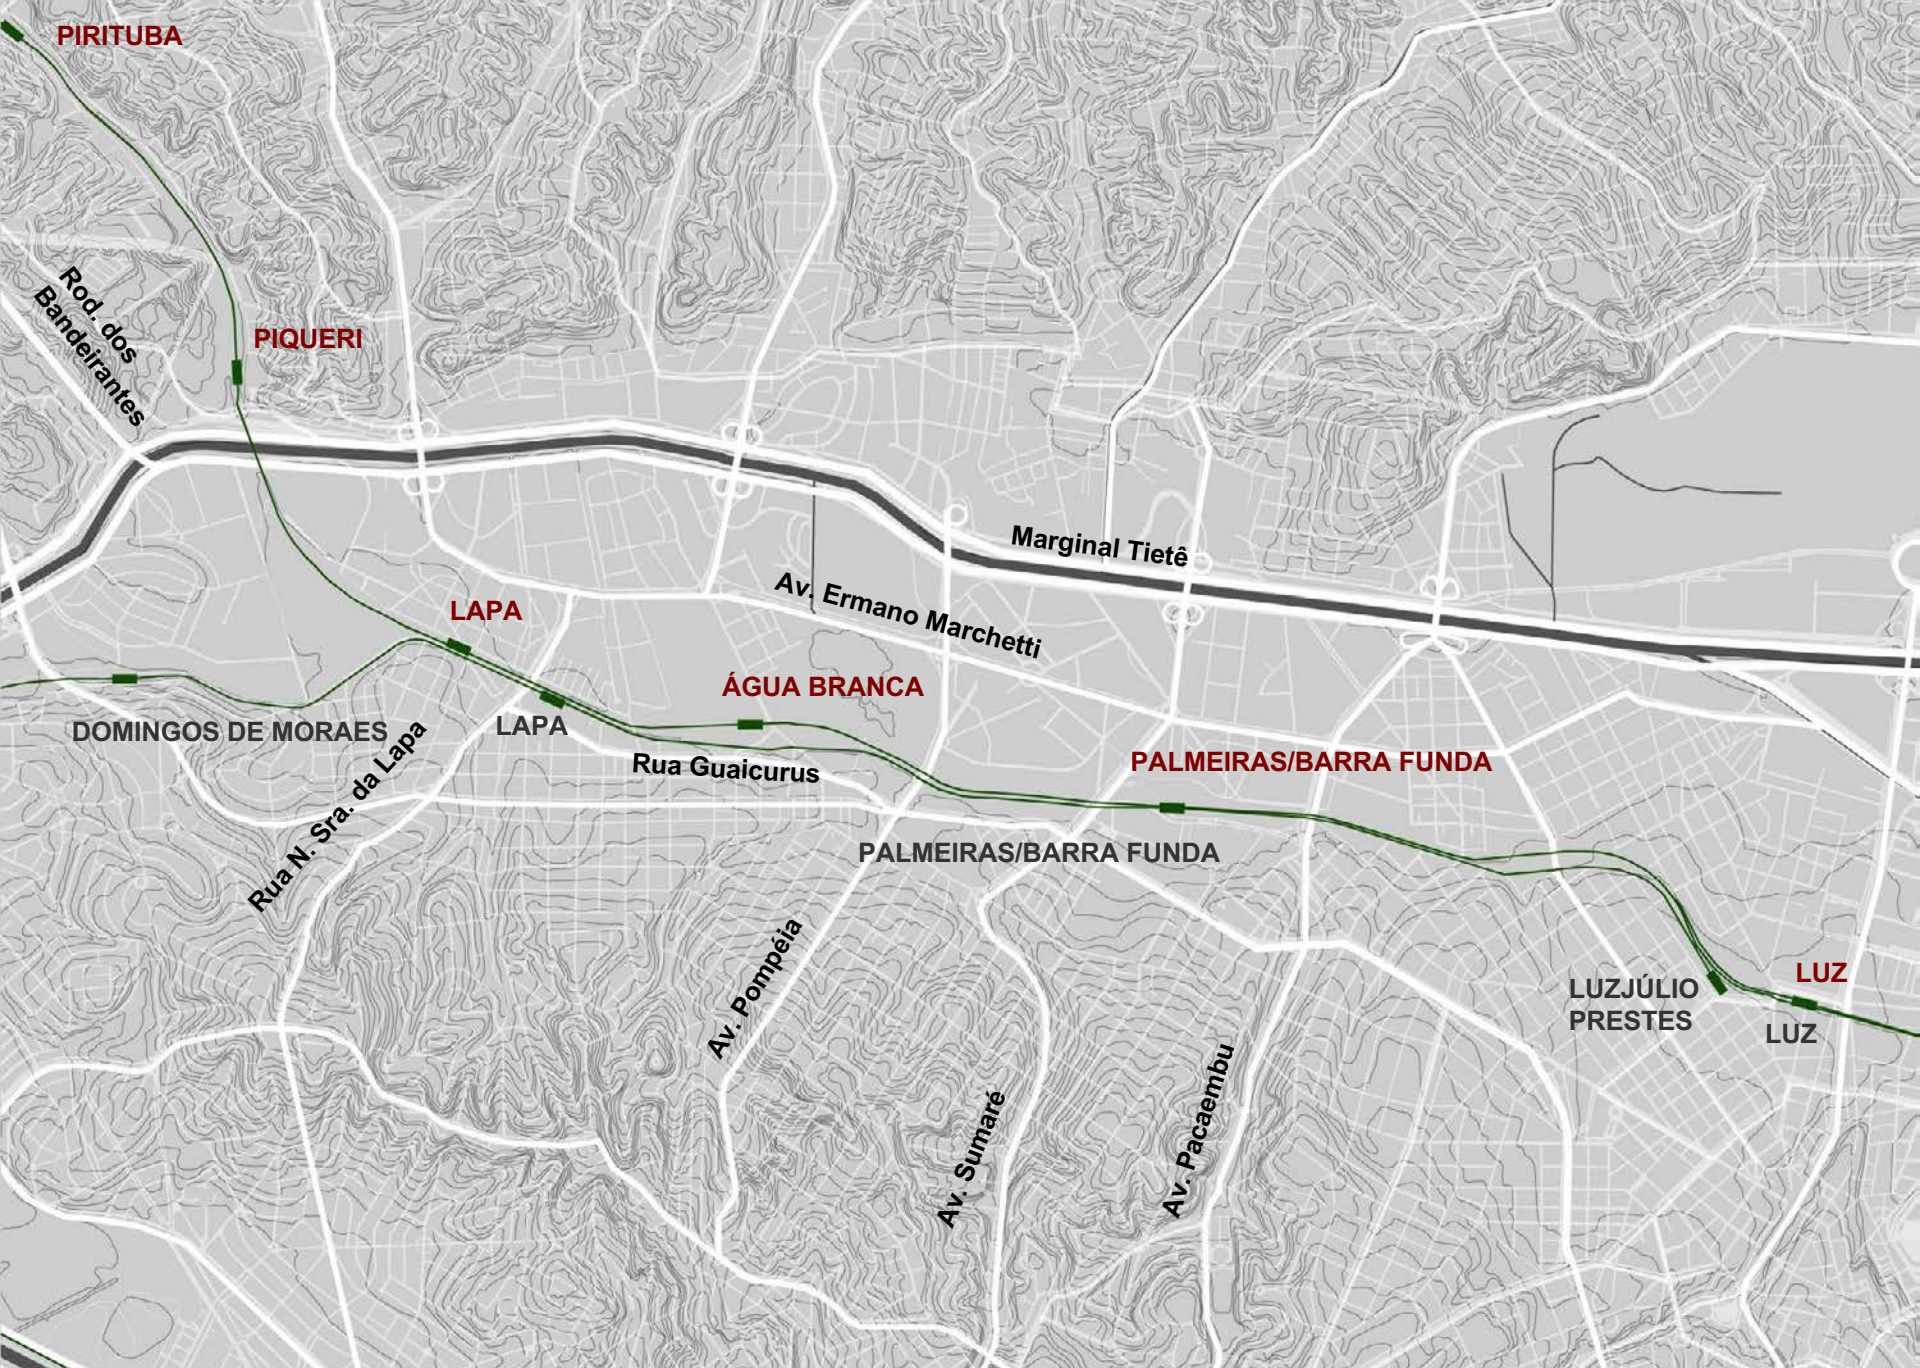 PIRITUBA
Rod. dos
Bandeirantes
PIQUERI
Marginal Tietê
Av. Ermano Marchetti
LAPA
ÁGUA BRANCA
DOMINGOS DE MORAES
LAPA
Rua Guaicurus
PALMEIRAS/BARRA FUNDA
Rua N. Sra. da Lapa
PALMEIRAS/BARRA FUNDA
Av. Pompéia
LUZ
LUZJÚLIO
PRESTES
LUZ
Av. Sumaré
Av. Pacaembu